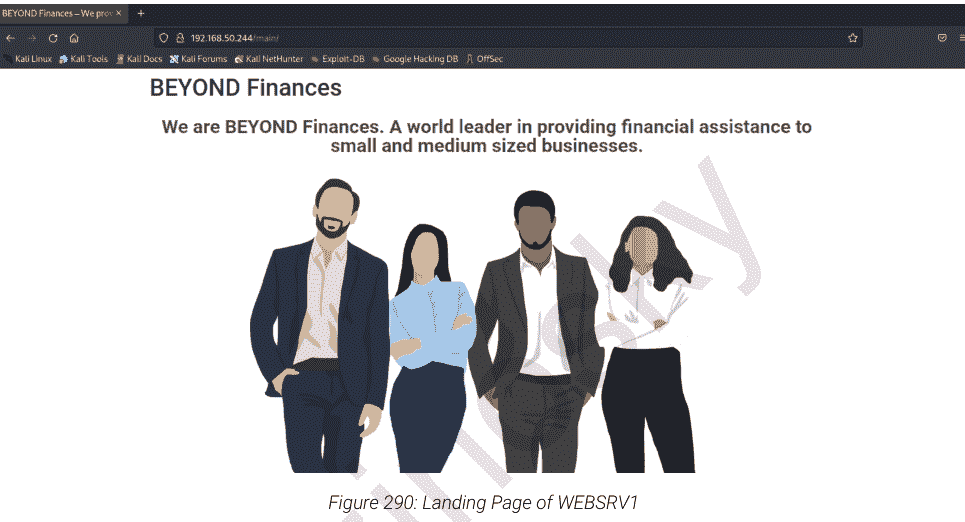 BEYOND Finances – We prov
192.168.50.244/main/
Kali Linux Kali Tools Kali Docs Kali Forums Kali NetHunter Exploit-DB Google Hacking DB OffSec
BEYOND Finances
We are BEYOND Finances. A world leader in providing financial assistance to
small and medium sized businesses.
Figure 290: Landing Page of WEBSRV1